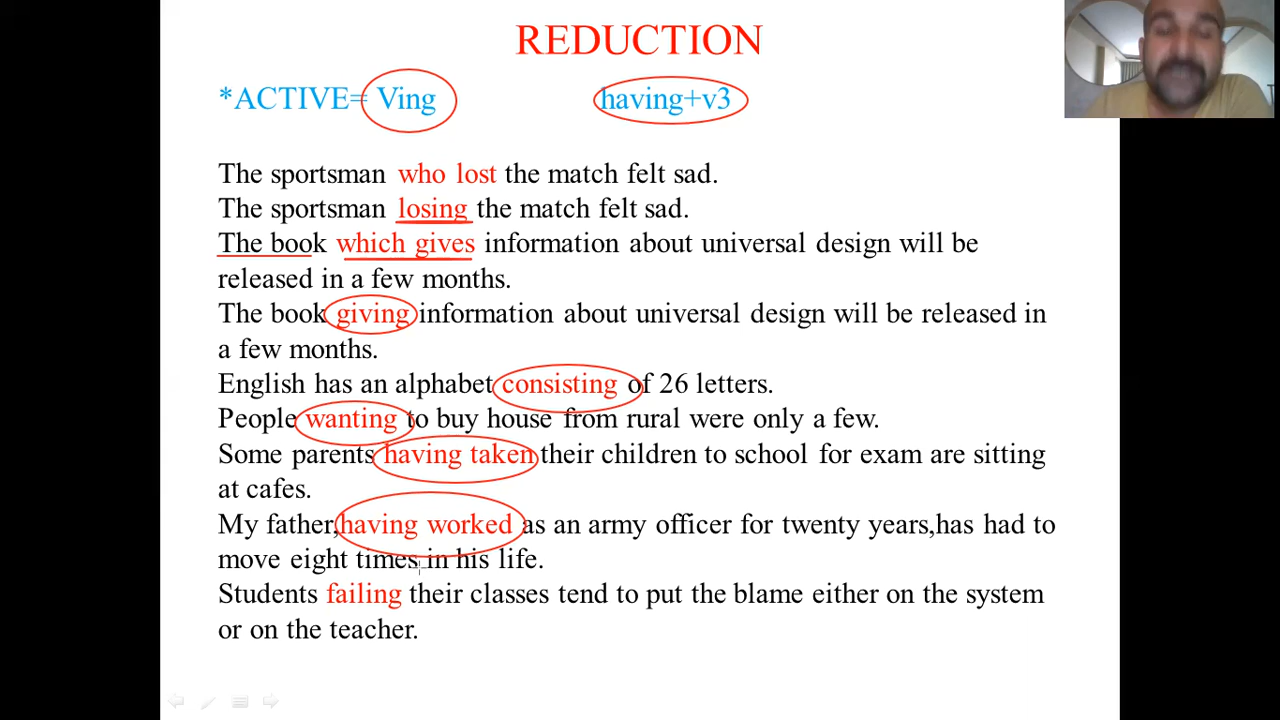 REDUCTION
*ACTIVE= Ving having+v3
The sportsman who lost the match felt sad.
The sportsman losing the match felt sad.
The book which gives information about universal design will be
released in a few months.
The book giving information about universal design will be released in
a few months.
English has an alphabet consisting of 26 letters.
People wanting to buy house from rural were only a few.
Some parents having taken their children to school for exam are sitting
at cafes.
My father,having worked as an army officer for twenty years,has had to
move eight times in his life.
Students failing their classes tend to put the blame either on the system
or on the teacher.